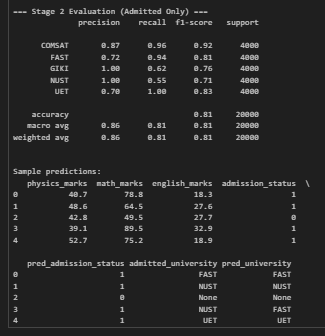 --- Stage 2 Evaluation (Admitted Only) ---
precision recall f1-score support
COMSAT 0.87 0.96 0.92 4000
FAST 0.72 0.94 0.81 4000
GIKI 1.00 0.62 0.76 4000
NUST 1.00 0.55 0.71 4000
UET 0.70 1.00 0.83 4000
accuracy 0.81 20000
macro avg 0.86 0.81 0.81 20000
weighted avg 0.86 0.81 0.81 20000
Sample predictions:
physics_marks math_marks english_marks admission_status \
0 40.7 78.8 18.3 1
1 48.6 64.5 27.6 1
2 42.8 49.5 27.7 0
3 39.1 89.5 32.9 1
4 52.7 75.2 18.9 1
pred_admission_status admitted_university pred_university
0 1 FAST FAST
1 1 NUST NUST
2 0 None None
3 1 NUST FAST
4 1 UET UET